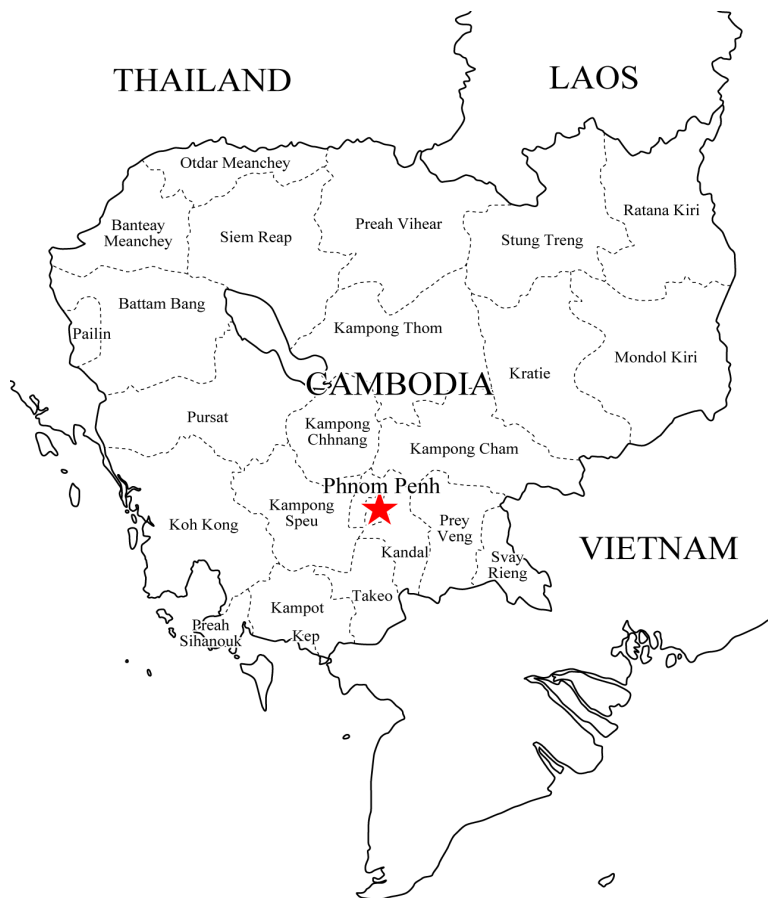 THAILAND
LAOS
Otdar Meanchey
Banteay
Meanchey
Siem Reap
Preah Vihear
Stung Treng
Ratana Kiri
Battam Bang
Pailin
Kampong Thom
Kratie
Mondol Kiri
CAMBODIA
Pursat
Kampong
Chhnang
Kampong Cham
Phnom Penh
Koh Kong
Kampong
Speu
Prey
Veng
Kandal
Svay
Rieng
VIETNAM
Takeo
Kampot
Preah
Sihanouk
Kep